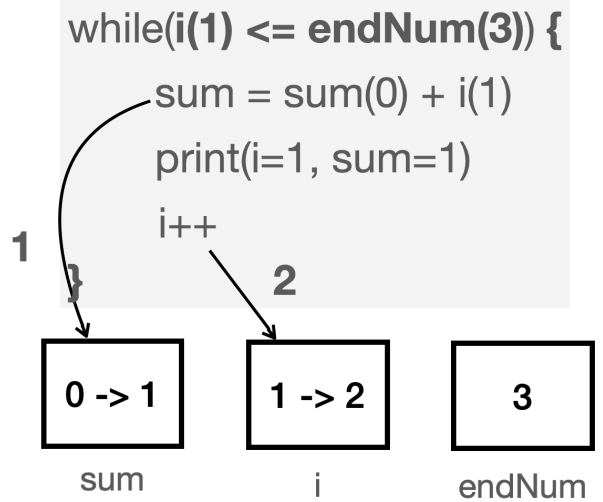 while(i(1) <= endNum(3)) {
sum = sum(0) + i(1)
print(i=1, sum=1)
i++
1
}
2
0 -> 1
1 -> 2
3
sum
i
endNum